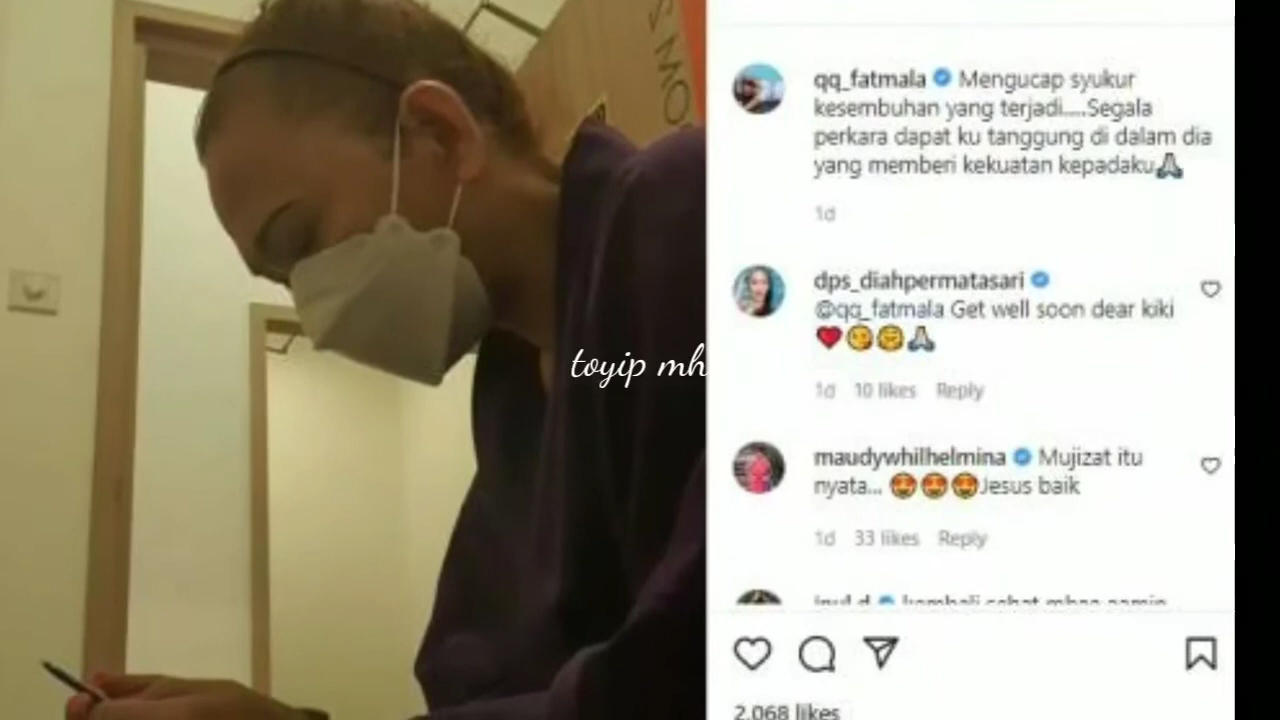 S MO
toyip mh
qq_fatmala Mengucap syukur
kesembuhan yang terjadi.....Segala
perkara dapat ku tanggung di dalam dia
yang memberi kekuatan kepadaku🙏
1d
dps_diahpermatasari
@qq_fatmala Get well soon dear kiki
❤️😘😊🙏
1d 10 likes Reply
maudywhilhelmina Mujizat itu
nyata... 🤩🤩🤩Jesus baik
1d 33 likes Reply
2.068 likes